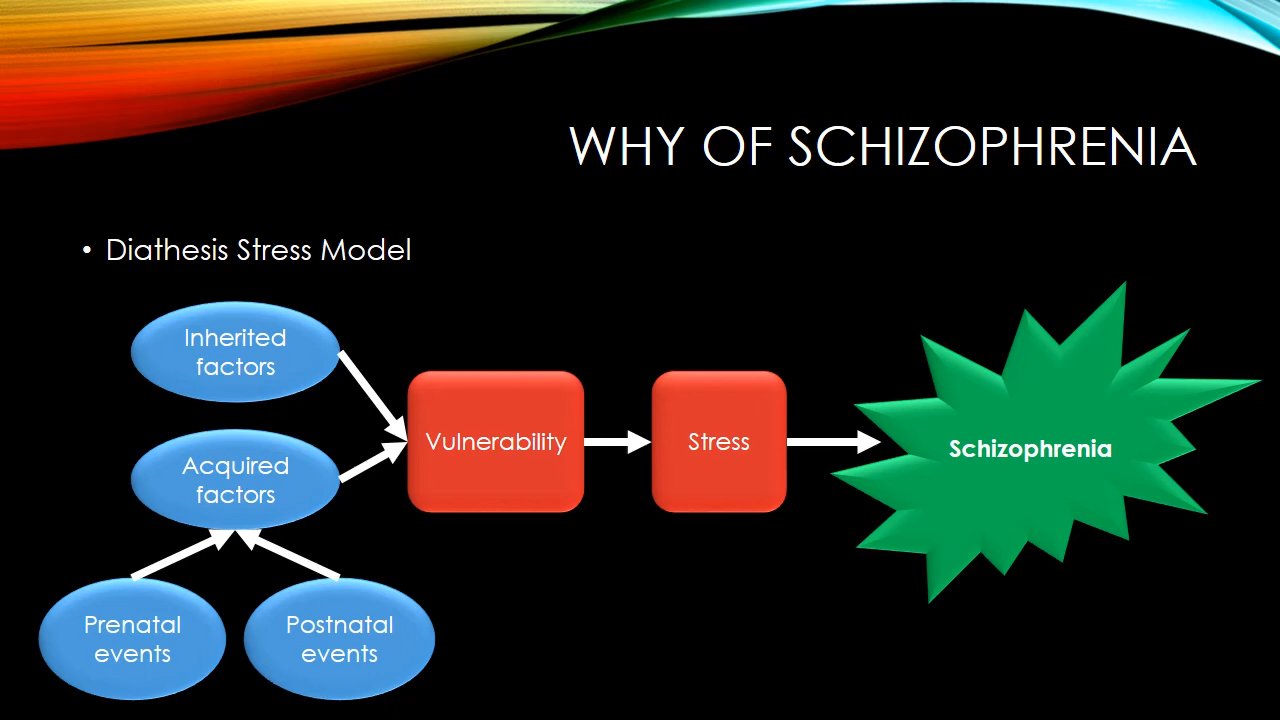 WHY OF SCHIZOPHRENIA
• Diathesis Stress Model
Inherited
factors
Acquired
factors
Prenatal
events
Postnatal
events
Vulnerability
Stress
Schizophrenia